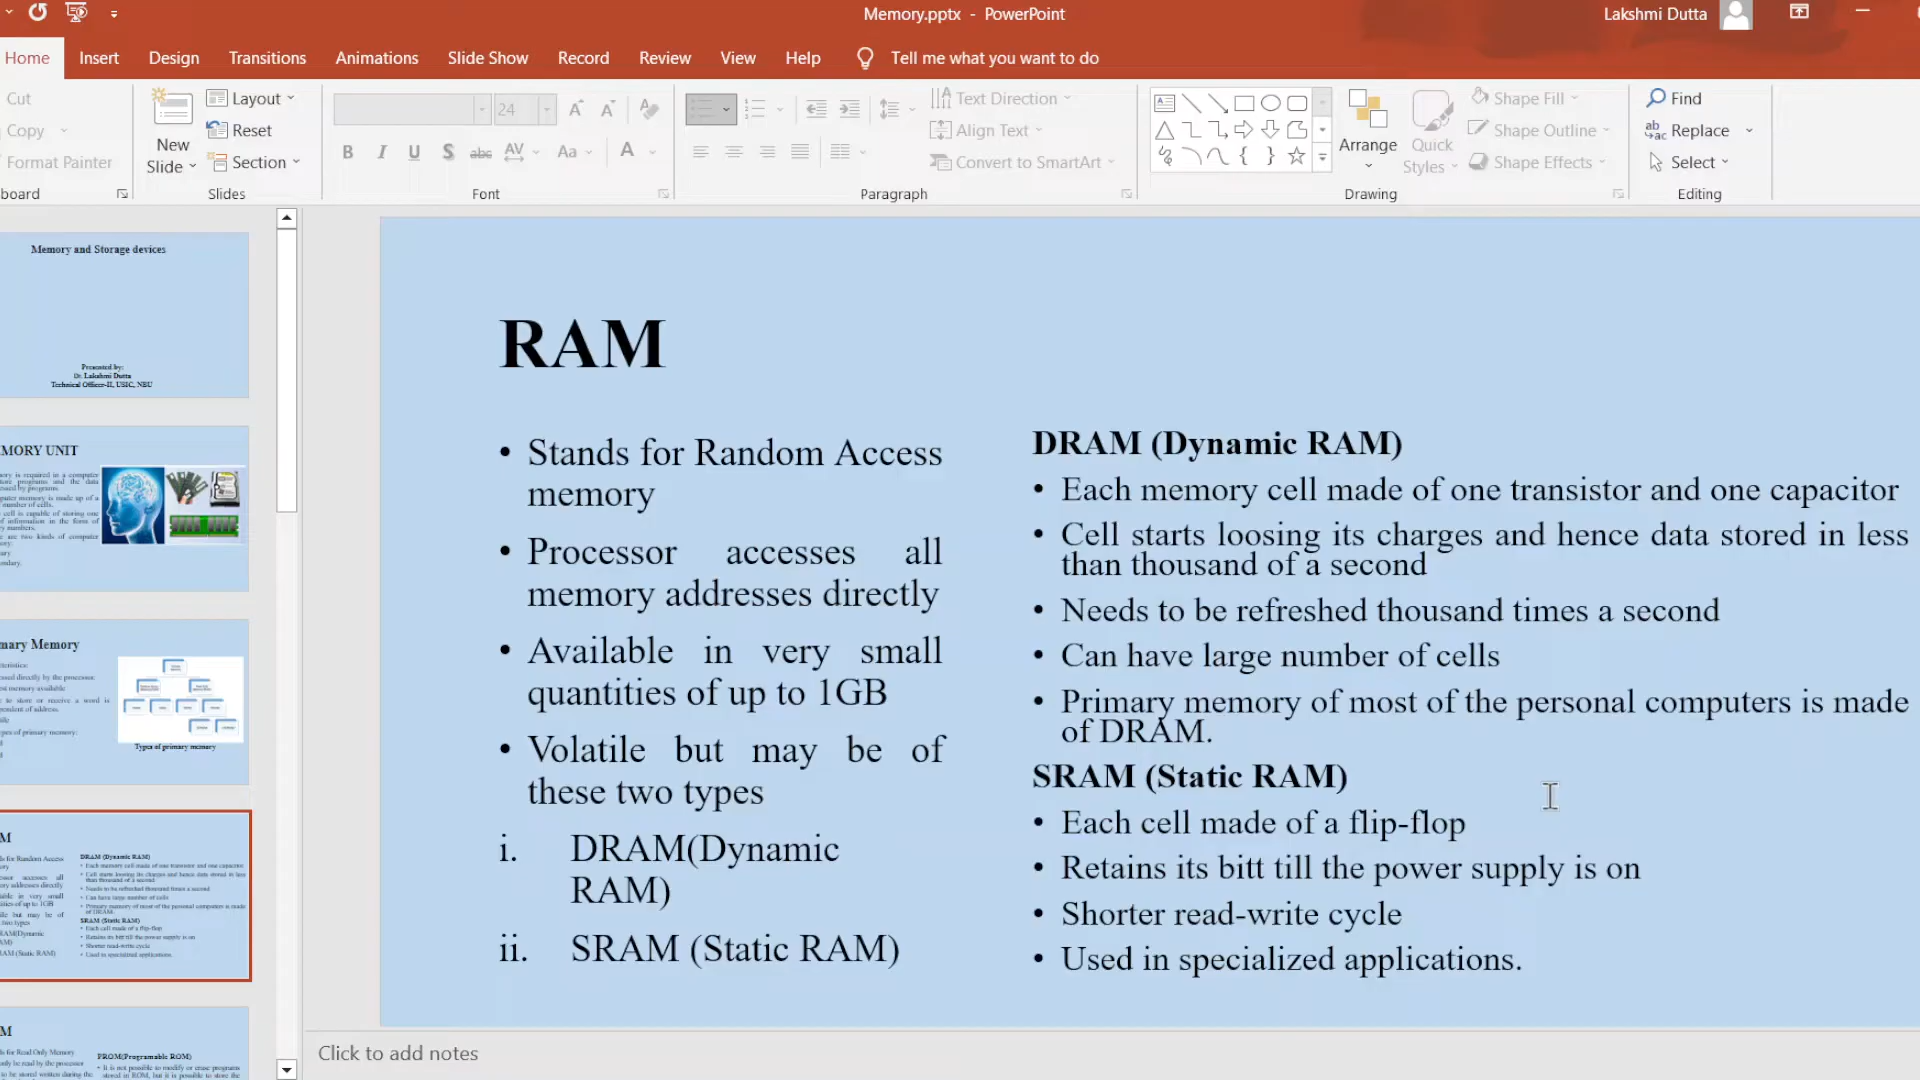 Memory.pptx - PowerPoint
Lakshmi Dutta
Home Insert Design Transitions Animations Slide Show Record Review View Help Tell me what you want to do
Cut
Copy
Format Painter
board
New
Slide
Layout
Reset
Section
Slides
24
Font
Paragraph
Text Direction
Align Text
Convert to SmartArt
Arrange
Quick
Styles
Shape Fill
Shape Outline
Shape Effects
Drawing
Find
Replace
Select
Editing
Memory and Storage devices
Presented by:
Dr. Lakshmi Dutta
Technical Officer-II, USIC, NBU
MORY UNIT
mary Memory
Types of primary memory
RAM
• Stands for Random Access
memory
• Processor accesses all
memory addresses directly
• Available in very small
quantities of up to 1GB
• Volatile but may be of
these two types
i. DRAM(Dynamic
RAM)
ii. SRAM (Static RAM)
DRAM (Dynamic RAM)
• Each memory cell made of one transistor and one capacitor
• Cell starts loosing its charges and hence data stored in less
than thousand of a second
• Needs to be refreshed thousand times a second
• Can have large number of cells
• Primary memory of most of the personal computers is made
of DRAM.
SRAM (Static RAM)
• Each cell made of a flip-flop
• Retains its bitt till the power supply is on
• Shorter read-write cycle
• Used in specialized applications.
PROM(Programable ROM)
Click to add notes